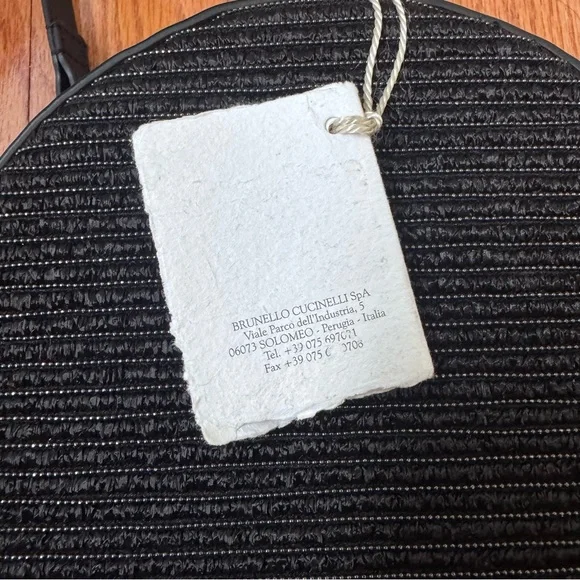 BRUNELLO CUCINELLI SpA
Viale Parco dell'Industria, 5
06073 SOLOMEO - Perugia - Italia
Tel. +39 075 697071
Fax +39 075